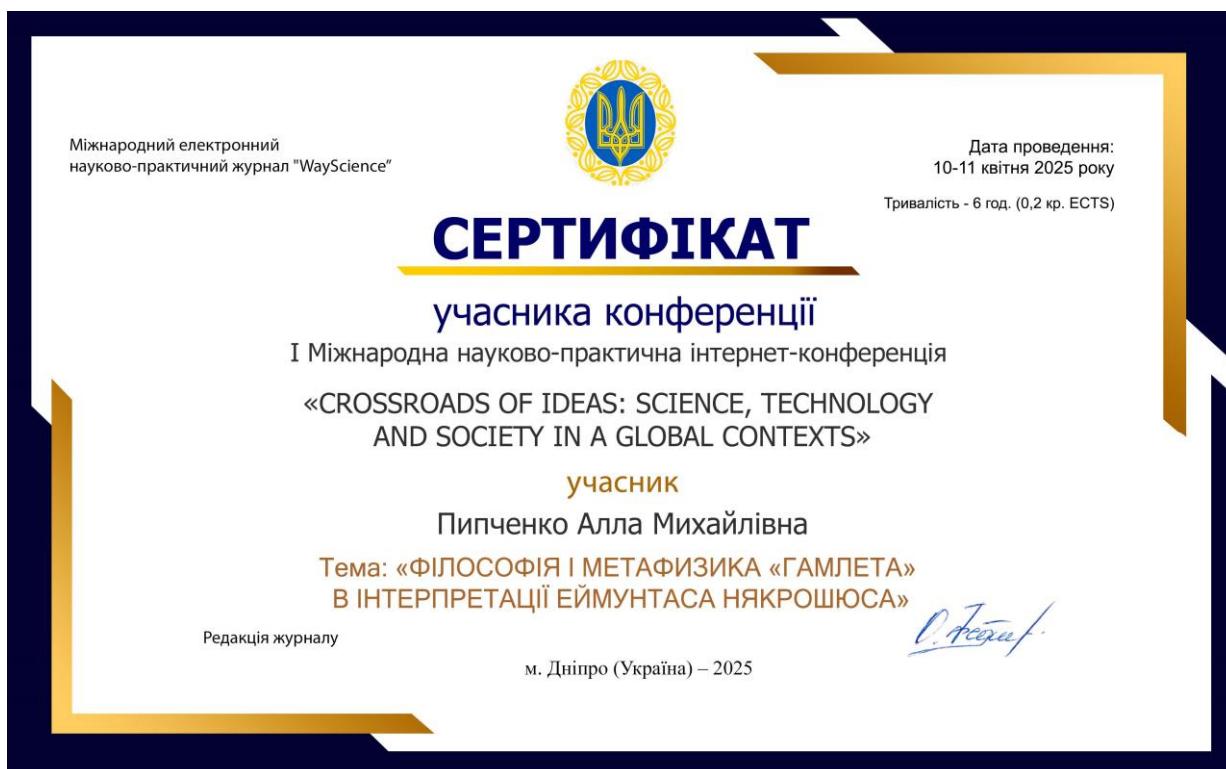 Міжнародний електронний
науково-практичний журнал "WayScience”
Дата проведення:
10-11 квітня 2025 року
Тривалість - 6 год. (0,2 кр. ECTS)
СЕРТИФІКАТ
учасника конференції
І Міжнародна науково-практична інтернет-конференція
«CROSSROADS OF IDEAS: SCIENCE, TECHNOLOGY
AND SOCIETY IN A GLOBAL CONTEXTS»
учасник
Пипченко Алла Михайлівна
Тема: «ФІЛОСОФІЯ І МЕТАФИЗИКА «ГАМЛЕТА»
В ІНТЕРПРЕТАЦІЇ ЕЙМУНТАСА НЯКРОШЮСА»
Редакція журналу
м. Дніпро (Україна) – 2025